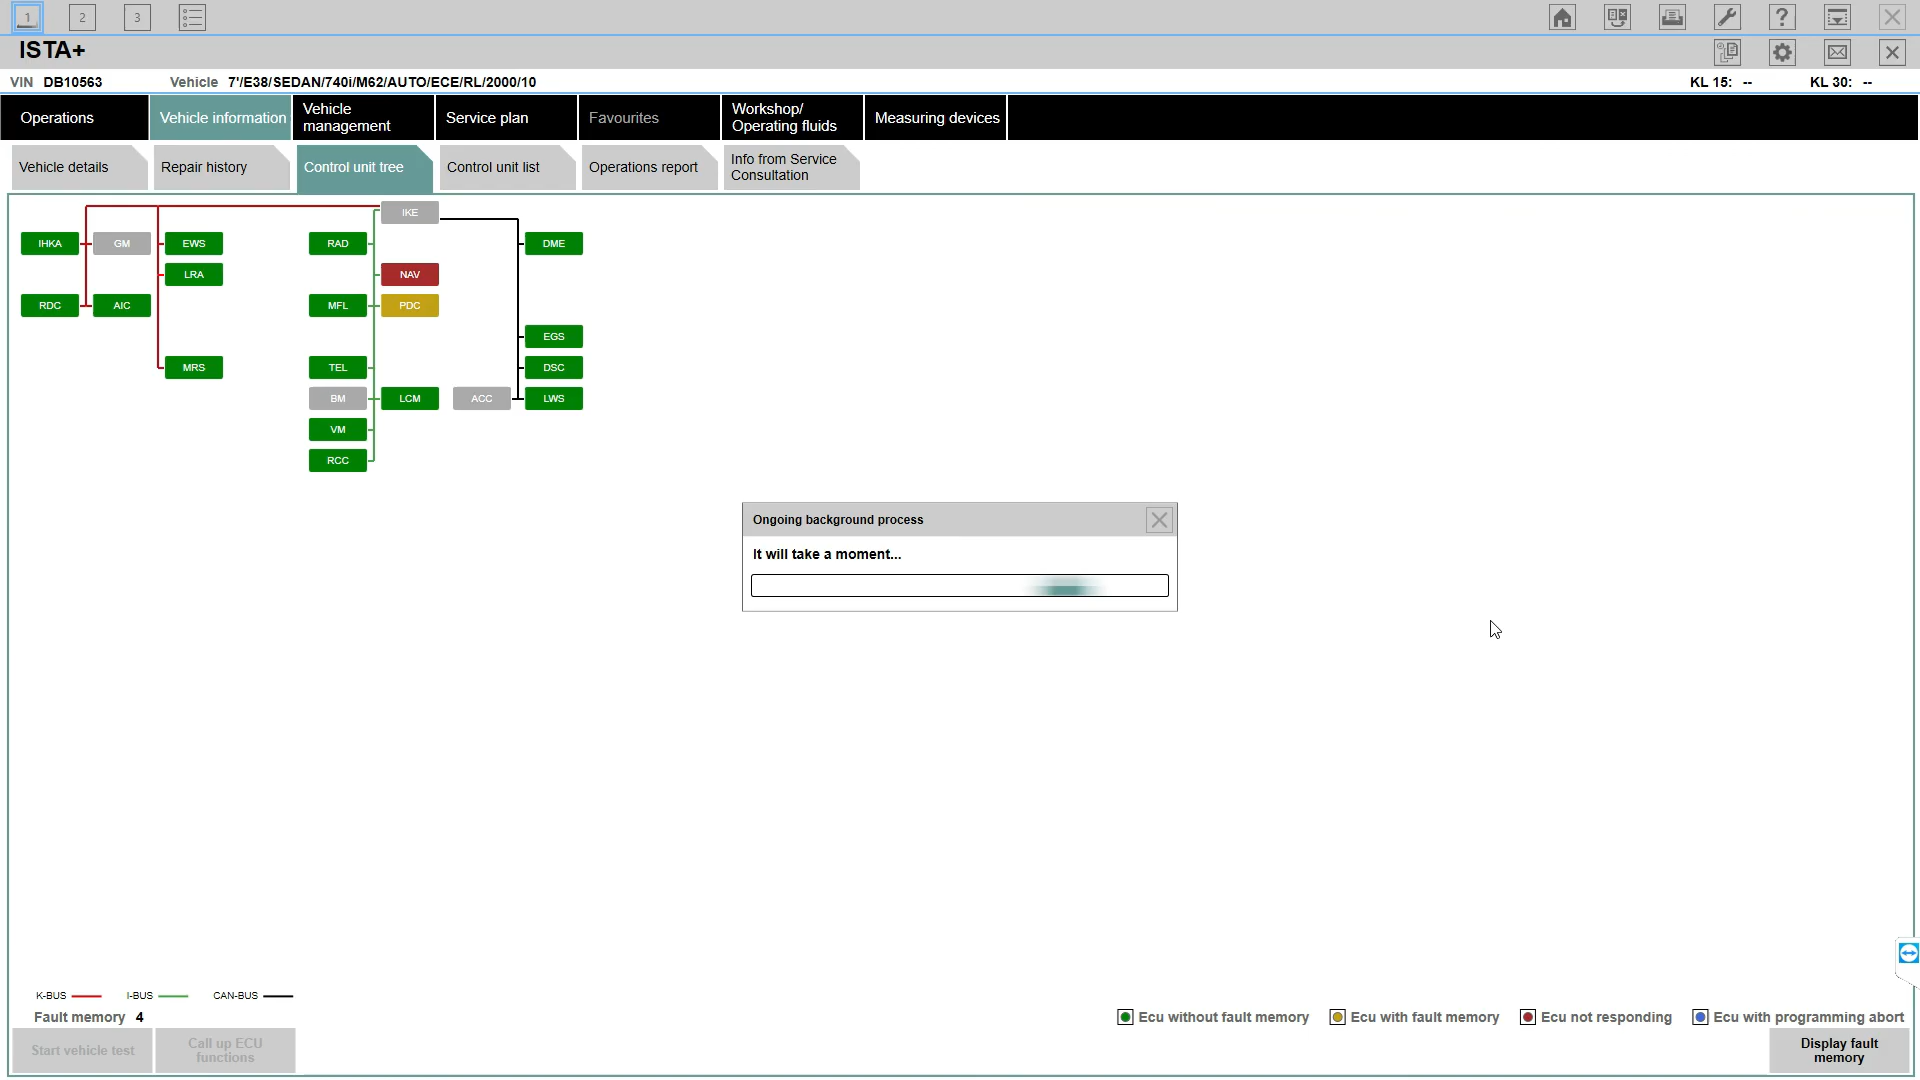 1
2
3
ISTA+
VIN DB10563 Vehicle 7'/E38/SEDAN/740i/M62/AUTO/ECE/RL/2000/10 KL 15: -- KL 30: --
Operations
Vehicle information
Vehicle
management
Service plan
Favourites
Workshop/
Operating fluids
Measuring devices
Vehicle details
Repair history
Control unit tree
Control unit list
Operations report
Info from Service
Consultation
IKE
IHKA GM EWS RAD DME
LRA NAV
RDC AIC MFL PDC
EGS
MRS TEL DSC
BM LCM ACC LWS
VM
RCC
Ongoing background process
It will take a moment...
K-BUS I-BUS CAN-BUS
Fault memory 4
Ecu without fault memory Ecu with fault memory Ecu not responding Ecu with programming abort
Start vehicle test
Call up ECU
functions
Display fault
memory